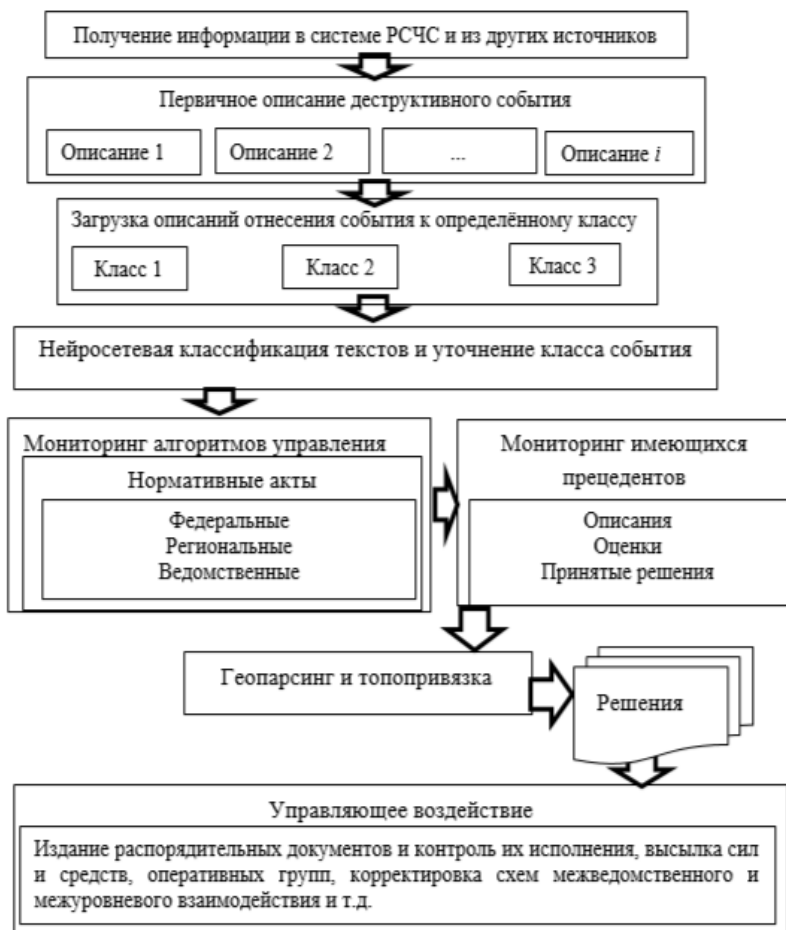 Получение информации в системе РСЧС и из других источников
Первичное описание деструктивного события
Описание 1
Описание 2
...
Описание i
Загрузка описаний отнесения события к определённому классу
Класс 1
Класс 2
Класс 3
Нейросетевая классификация текстов и уточнение класса события
Мониторинг алгоритмов управления
Нормативные акты
Федеральные
Региональные
Ведомственные
Мониторинг имеющихся
прецедентов
Описания
Оценки
Принятые решения
Геопарсинг и топопривязка
Решения
Управляющее воздействие
Издание распорядительных документов и контроль их исполнения, высылка сил
и средств, оперативных групп, корректировка схем межведомственного и
межуровневого взаимодействия и т.д.